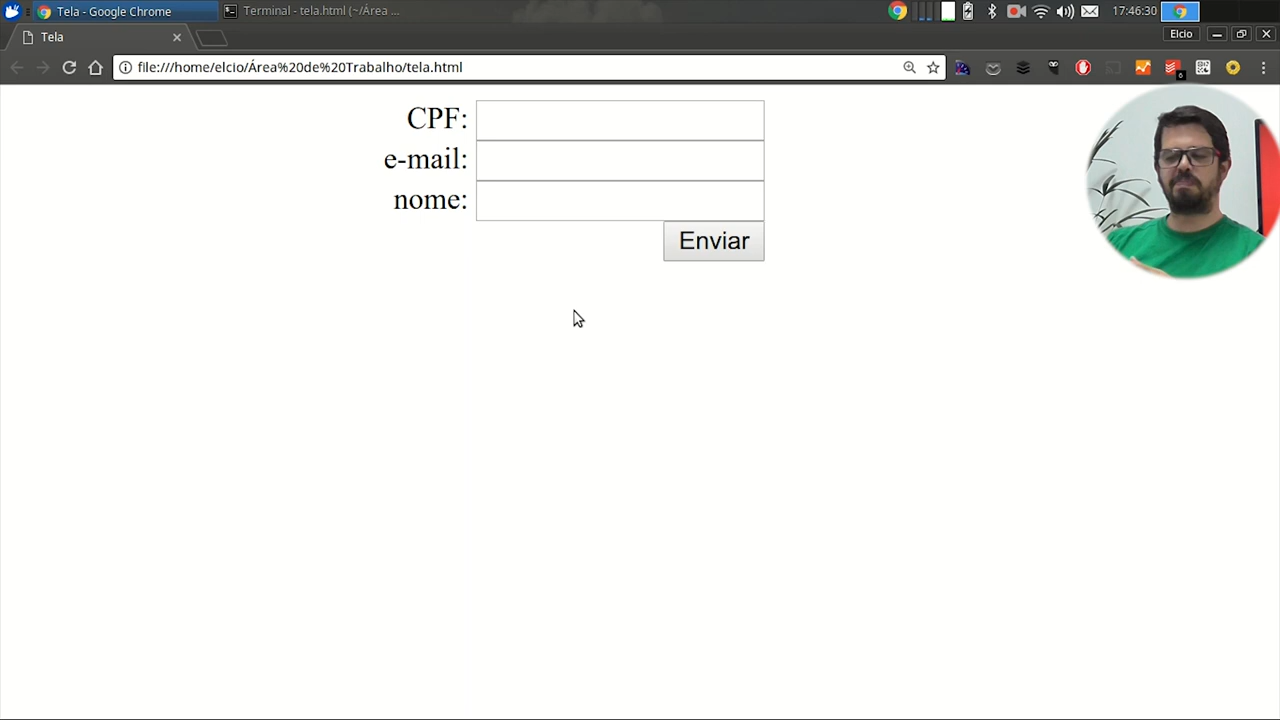 Tela - Google Chrome
Terminal - tela.html (~/Área ...
17:46:30
Tela
Elcio
file:///home/elcio/Área%20de%20Trabalho/tela.html
6
CPF:
e-mail:
nome:
Enviar